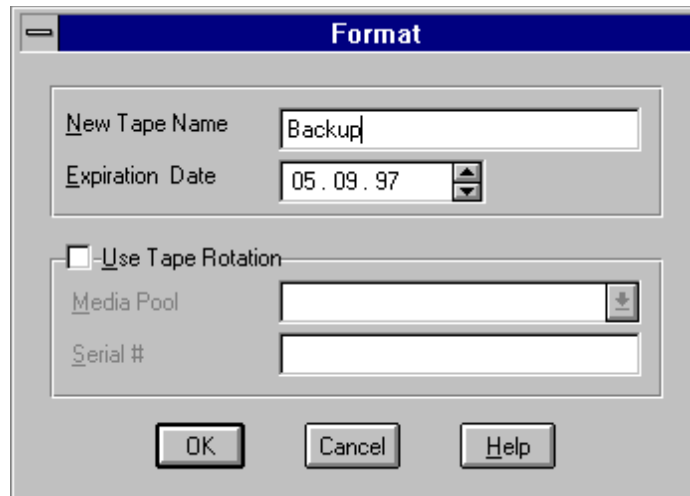 Format
New Tape Name Backup
Expiration Date 05 . 09 . 97
Use Tape Rotation
Media Pool
Serial #
OK Cancel Help